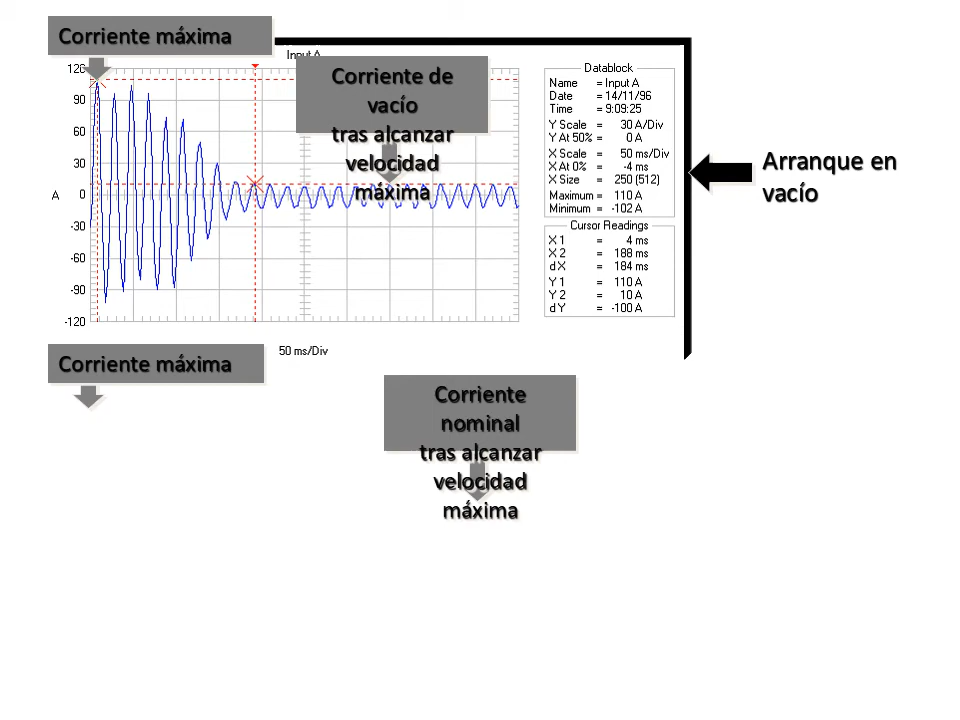 Corriente máxima
Input A
Corriente de
vacío
tras alcanzar
velocidad
máxima
120
90
60
30
A 0
-30
-60
-90
-120
50 ms/Div
Datablock
Name = Input A
Date = 14/11/96
Time = 9:09:25
Y Scale = 30 A/Div
Y At 50% = 0 A
X Scale = 50 ms/Div
X At 0% = -4 ms
X Size = 250 (512)
Maximum = 110 A
Minimum = -102 A
Cursor Readings
X 1 = 4 ms
X 2 = 188 ms
d X = 184 ms
Y 1 = 110 A
Y 2 = 10 A
d Y = -100 A
Arranque en
vacío
Corriente máxima
Corriente
nominal
tras alcanzar
velocidad
máxima